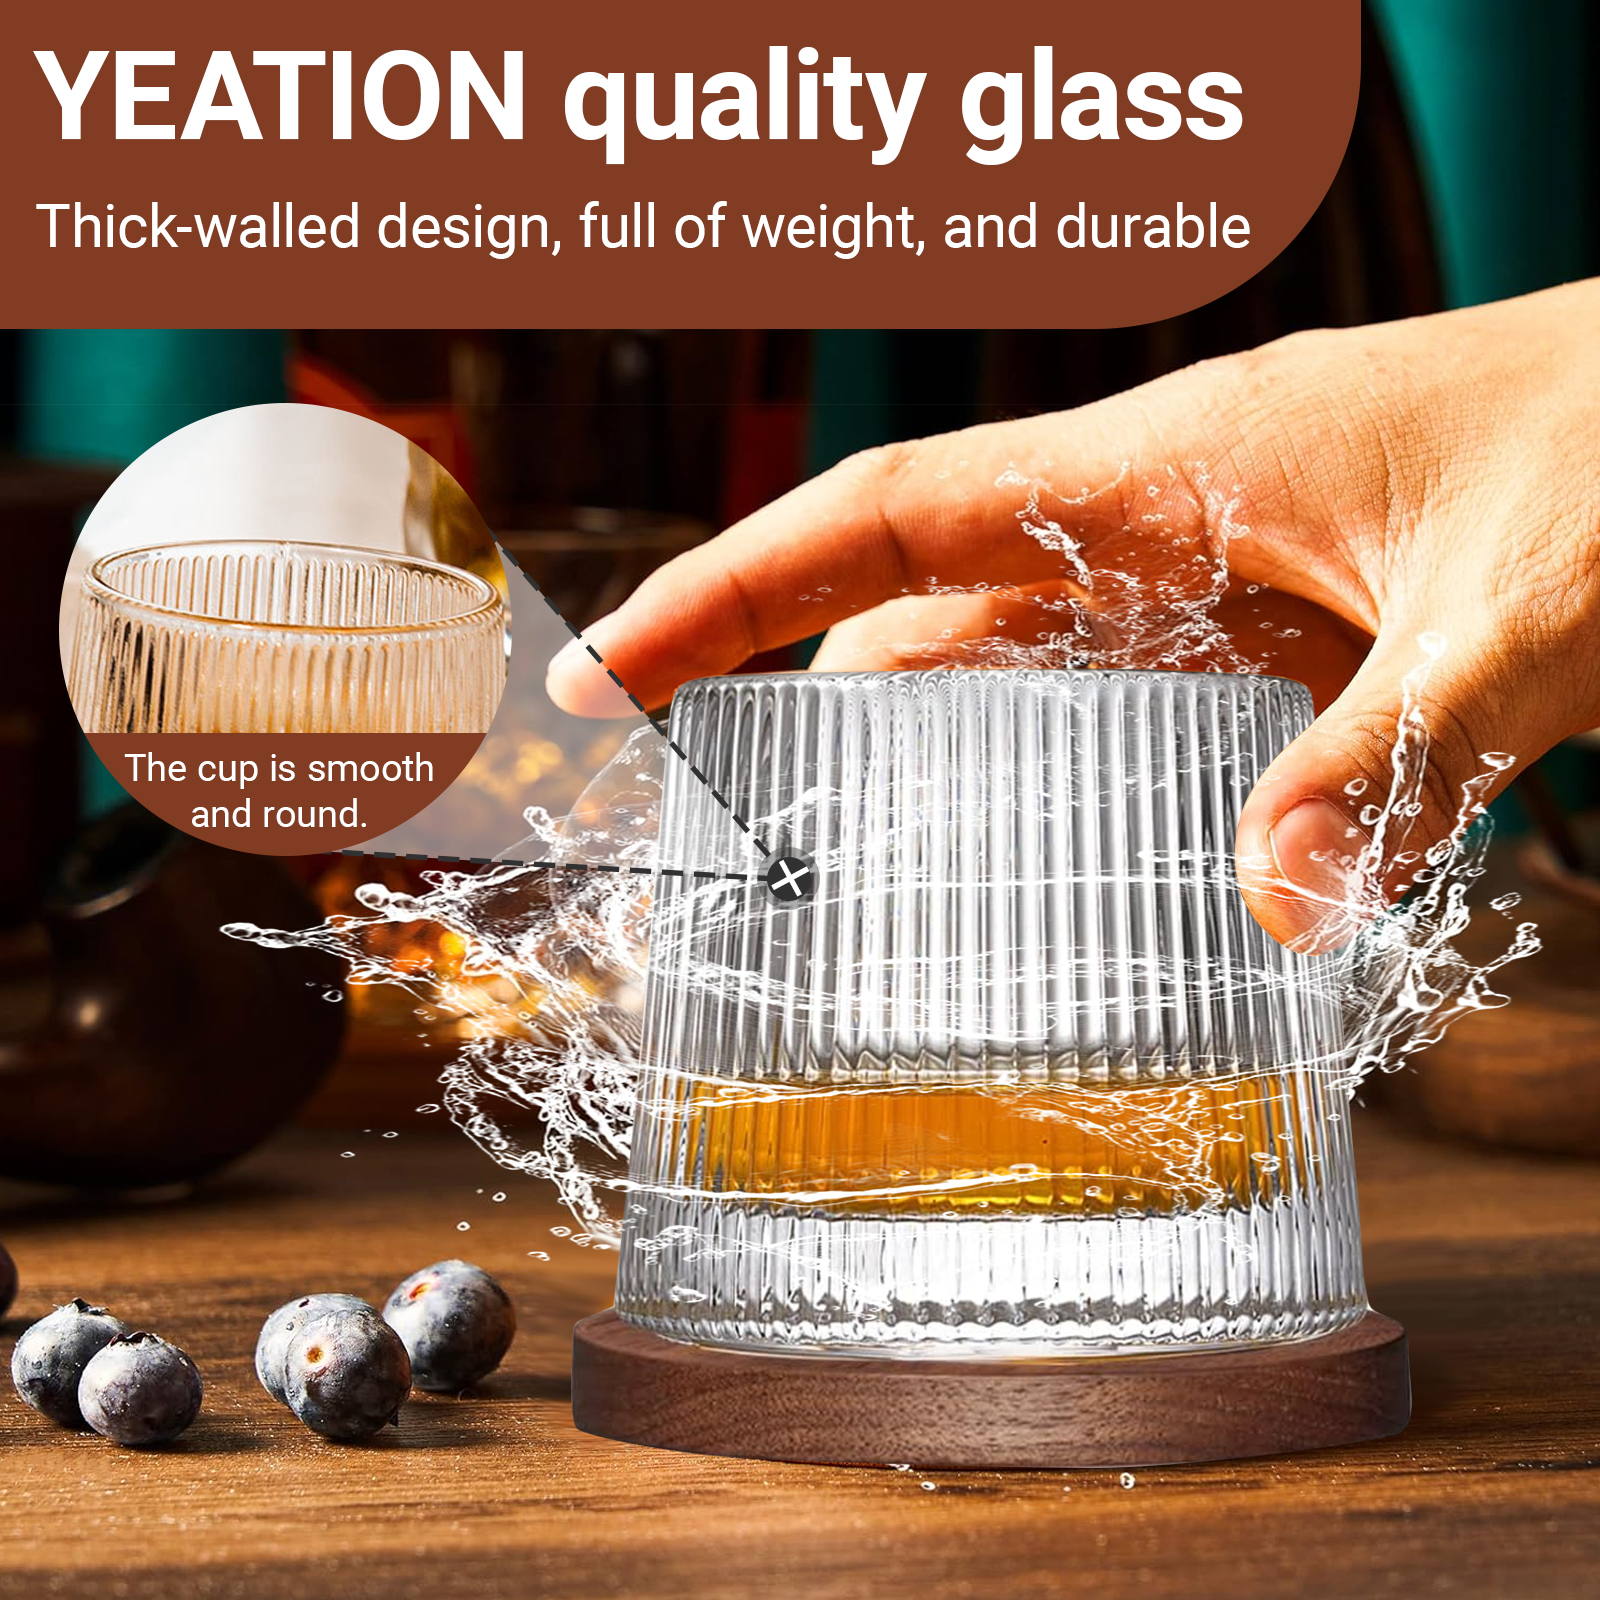 YEATION quality glass
Thick-walled design, full of weight, and durable
The cup is smooth
and round.